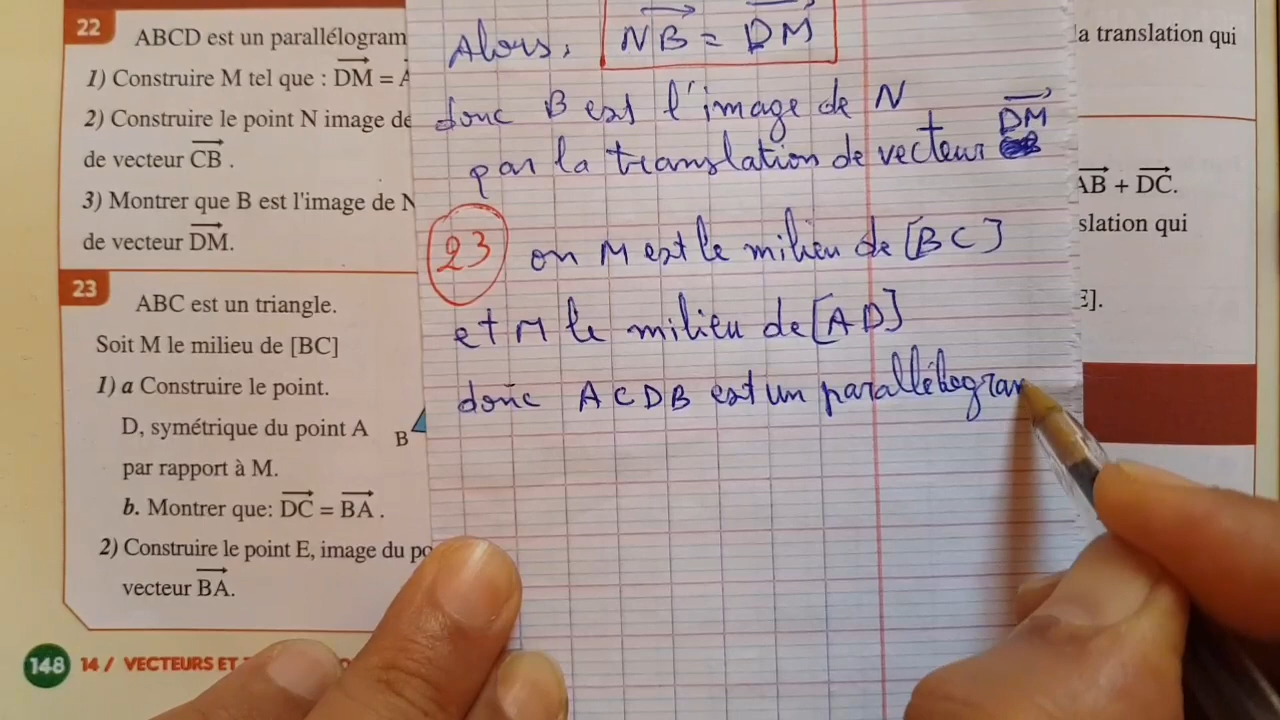 22
ABCD est un parallélogram
1) Construire M tel que : DM =
2) Construire le point N image de
de vecteur CB .
3) Montrer que B est l'image de N
de vecteur DM.
23
ABC est un triangle.
Soit M le milieu de [BC]
1) a Construire le point.
D, symétrique du point A
par rapport à M.
B
b. Montrer que: DC = BA .
2) Construire le point E, image du po
vecteur BA.
148 14 / VECTEURS ET
Alors, NB = DM
donc B est l'image de N
par la translation de vecteur DM
23 on M est le milieu de [BC]
et M le milieu de [AD]
donc ACDB est un parallélogram
la translation qui
AB + DC.
slation qui
E].